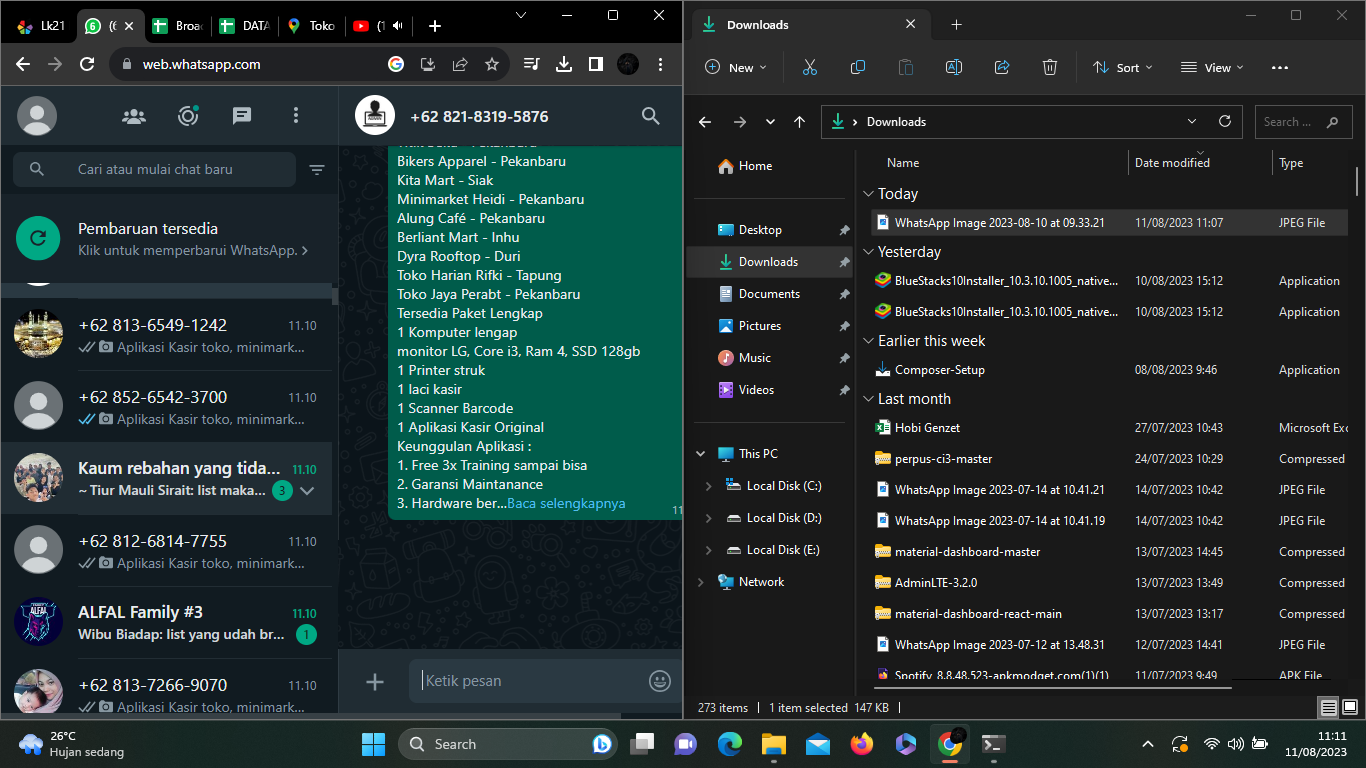 Lk21
(6
Broa
DATA
Toko
(1
web.whatsapp.com
Cari atau mulai chat baru
Pembaruan tersedia
Klik untuk memperbarui WhatsApp.
+62 813-6549-1242 11.10
Aplikasi Kasir toko, minimark...
+62 852-6542-3700 11.10
Aplikasi Kasir toko, minimark...
Kaum rebahan yang tida... 11.10
~ Tiur Mauli Sirait: list maka... 3
+62 812-6814-7755 11.10
Aplikasi Kasir toko, minimark...
ALFAL Family #3 11.10
Wibu Biadap: list yang udah br... 1
+62 813-7266-9070 11.10
Aplikasi Kasir toko, minimark...
+62 821-8319-5876
Bikers Apparel - Pekanbaru
Kita Mart - Siak
Minimarket Heidi - Pekanbaru
Alung Café - Pekanbaru
Berliant Mart - Inhu
Dyra Rooftop - Duri
Toko Harian Rifki - Tapung
Toko Jaya Perabt - Pekanbaru
Tersedia Paket Lengkap
1 Komputer lengap
monitor LG, Core i3, Ram 4, SSD 128gb
1 Printer struk
1 laci kasir
1 Scanner Barcode
1 Aplikasi Kasir Original
Keunggulan Aplikasi :
1. Free 3x Training sampai bisa
2. Garansi Maintanance
3. Hardware ber...Baca selengkapnya
11
Ketik pesan
Downloads
New Sort View
Downloads
Search ...
Home
Desktop
Downloads
Documents
Pictures
Music
Videos
This PC
Local Disk (C:)
Local Disk (D:)
Local Disk (E:)
Network
Name Date modified Type
Today
WhatsApp Image 2023-08-10 at 09.33.21 11/08/2023 11:07 JPEG File
Yesterday
BlueStacks10Installer_10.3.10.1005_native... 10/08/2023 15:12 Application
BlueStacks10Installer_10.3.10.1005_native... 10/08/2023 15:12 Application
Earlier this week
Composer-Setup 08/08/2023 9:46 Application
Last month
Hobi Genzet 27/07/2023 10:43 Microsoft Exc
perpus-ci3-master 24/07/2023 10:29 Compressed
WhatsApp Image 2023-07-14 at 10.41.21 14/07/2023 10:42 JPEG File
WhatsApp Image 2023-07-14 at 10.41.19 14/07/2023 10:42 JPEG File
material-dashboard-master 13/07/2023 14:45 Compressed
AdminLTE-3.2.0 13/07/2023 13:49 Compressed
material-dashboard-react-main 13/07/2023 13:17 Compressed
WhatsApp Image 2023-07-12 at 13.48.31 12/07/2023 14:41 JPEG File
Spotify_8.8.48.523-apkmodget.com(1)(1) 11/07/2023 9:49 APK File
273 items 1 item selected 147 KB
26°C
Hujan sedang
Search
11:11
11/08/2023